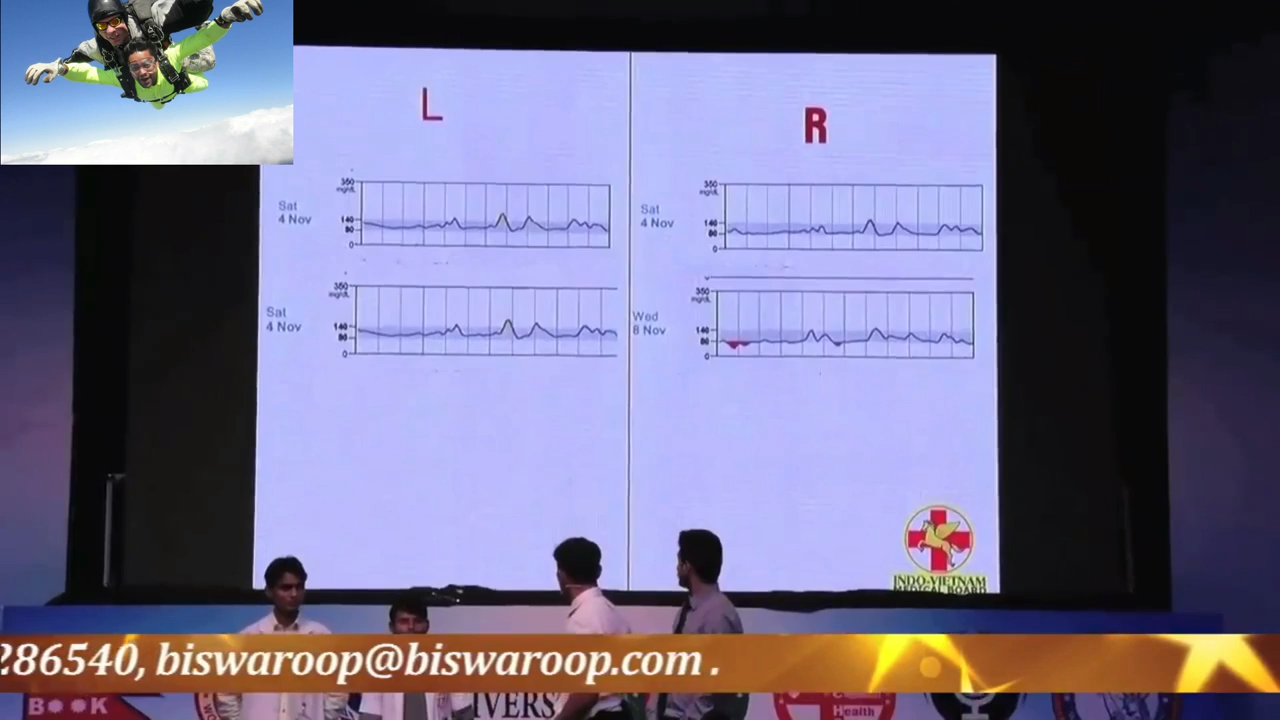 L
R
350
mg/dL
140
80
0
Sat
4 Nov
350
mg/dL
140
80
0
Sat
4 Nov
350
mg/dL
140
80
0
Sat
4 Nov
350
mg/dL
140
80
0
Wed
8 Nov
INDO-VIETNAM
MEDICAL BOARD
286540, biswaroop@biswaroop.com .
BOOK
IVERS
Health